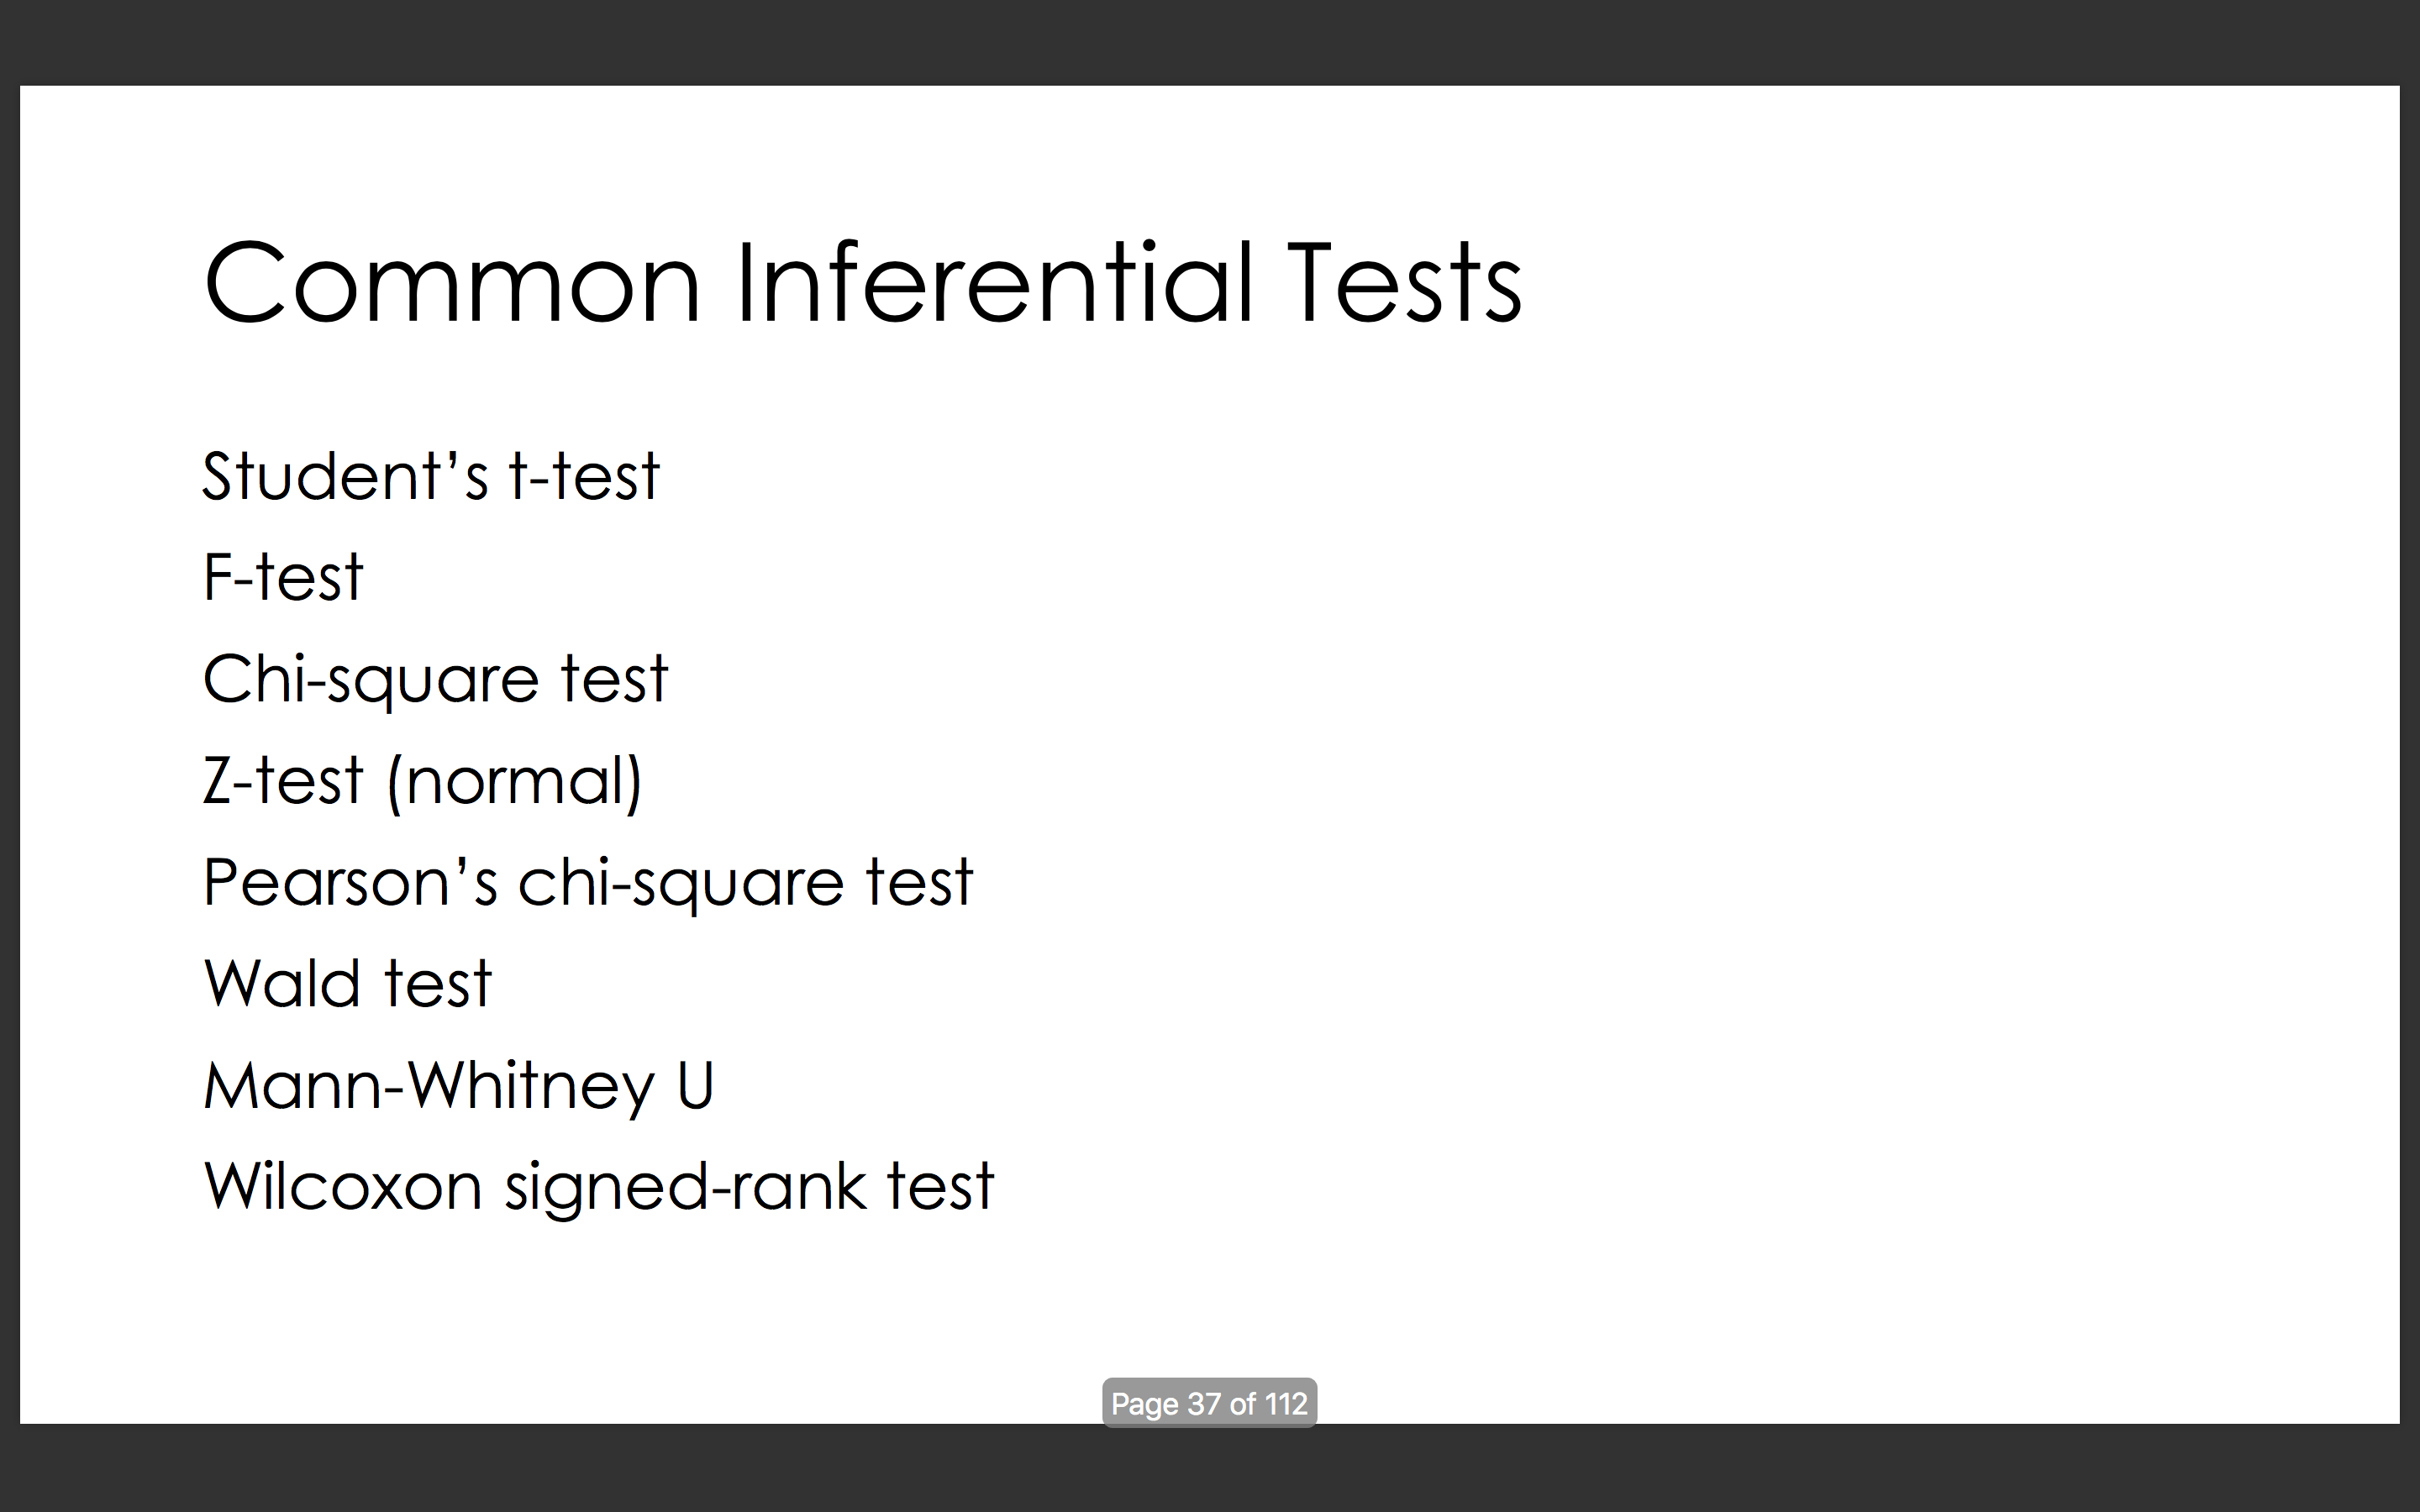 Common Inferential Tests
Student’s t-test
F-test
Chi-square test
Z-test (normal)
Pearson’s chi-square test
Wald test
Mann-Whitney U
Wilcoxon signed-rank test
Page 37 of 112